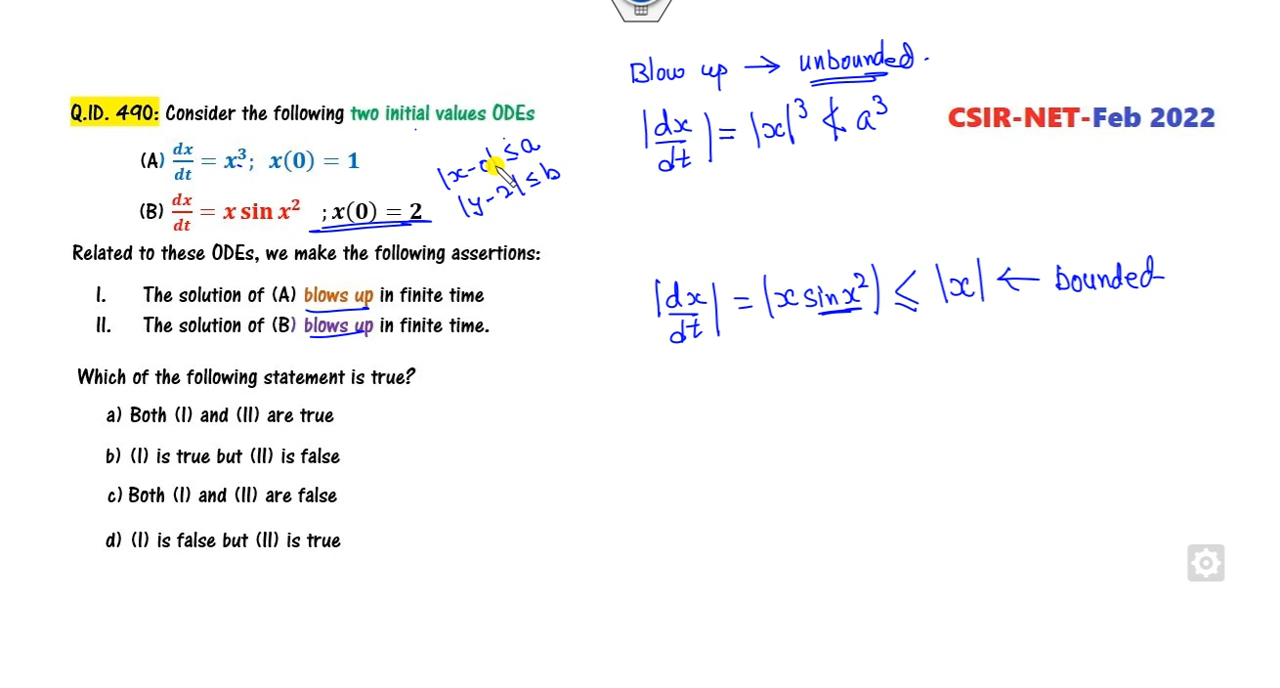 Blow up → unbounded.
Q.ID. 490: Consider the following two initial values ODEs
|dx/dt| = |x|³ ≮ a³
CSIR-NET-Feb 2022
(A) dx/dt = x³; x(0) = 1
|x-0| ≤ a
|y-2| ≤ b
(B) dx/dt = x sin x² ; x(0) = 2
Related to these ODEs, we make the following assertions:
I. The solution of (A) blows up in finite time
II. The solution of (B) blows up in finite time.
|dx/dt| = |x sin x²| ≤ |x| ← bounded
Which of the following statement is true?
a) Both (I) and (II) are true
b) (I) is true but (II) is false
c) Both (I) and (II) are false
d) (I) is false but (II) is true